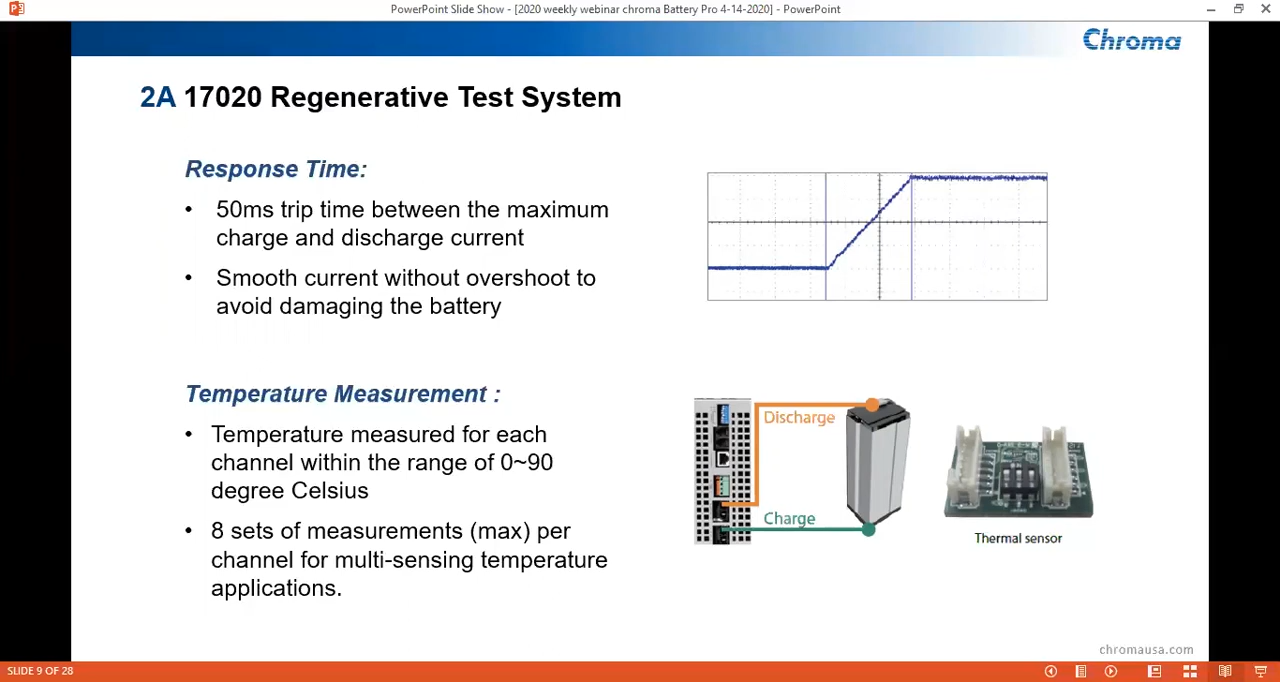 PowerPoint Slide Show - [2020 weekly webinar chroma Battery Pro 4-14-2020] - PowerPoint
Chroma
2A 17020 Regenerative Test System
Response Time:
• 50ms trip time between the maximum
charge and discharge current
• Smooth current without overshoot to
avoid damaging the battery
Temperature Measurement :
• Temperature measured for each
channel within the range of 0~90
degree Celsius
• 8 sets of measurements (max) per
channel for multi-sensing temperature
applications.
Discharge
Charge
Thermal sensor
chromausa.com
SLIDE 9 OF 28